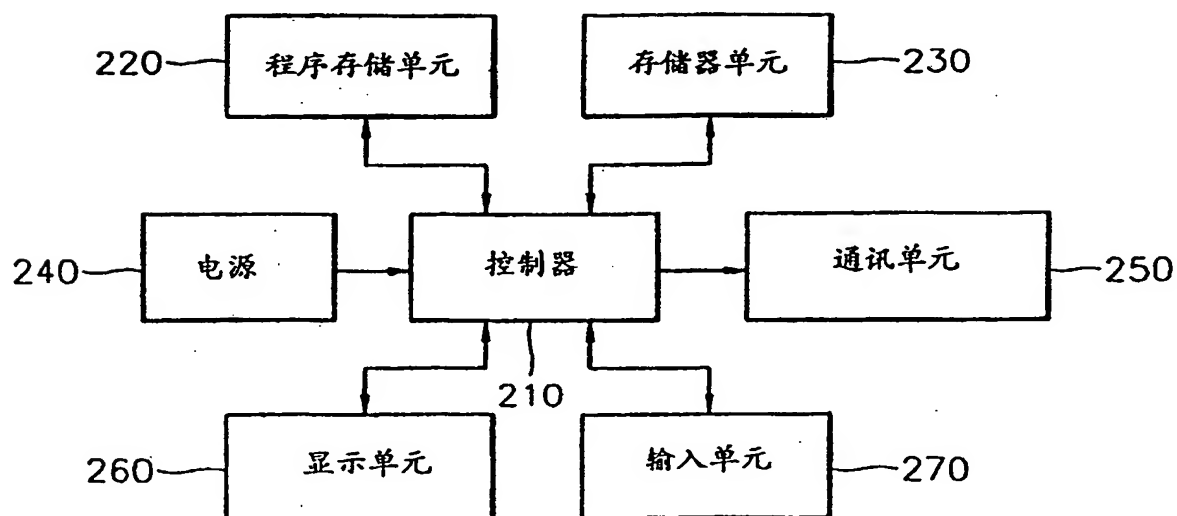 220
程序存储单元
存储器单元
230
240
电源
控制器
通讯单元
250
210
260
显示单元
输入单元
270